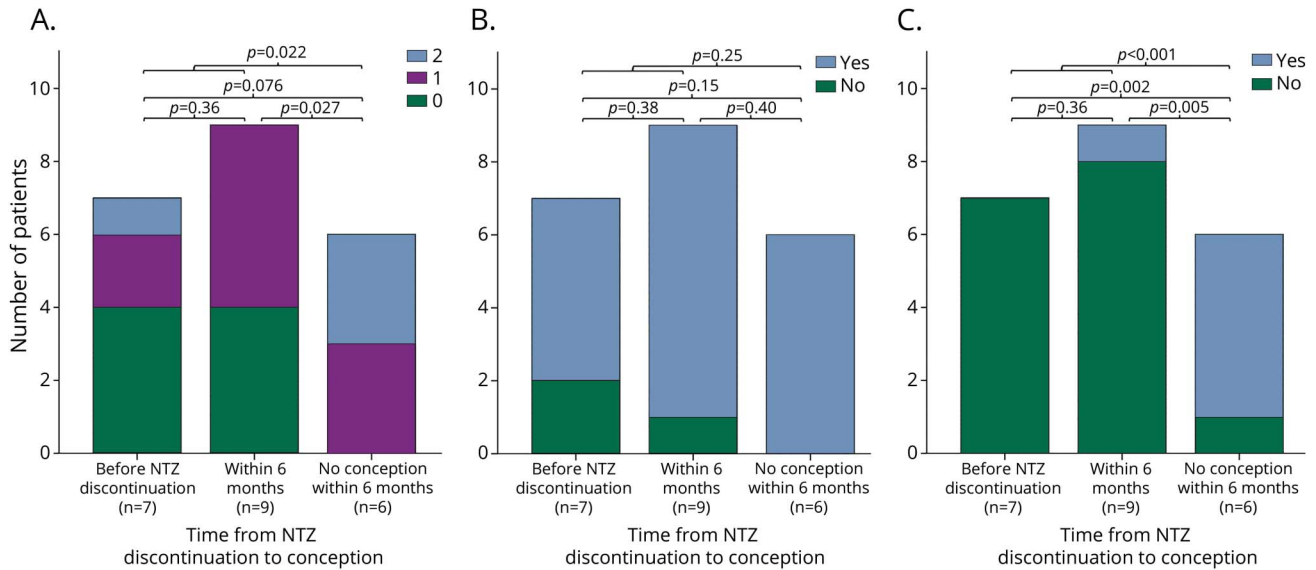 A.
p=0.022
p=0.076
p=0.36 p=0.027
2
1
0
Number of patients
10
8
6
4
2
0
Before NTZ
discontinuation
(n=7)
Within 6
months
(n=9)
No conception
within 6 months
(n=6)
Time from NTZ
discontinuation to conception
B.
p=0.25
p=0.15
p=0.38 p=0.40
Yes
No
10
8
6
4
2
0
Before NTZ
discontinuation
(n=7)
Within 6
months
(n=9)
No conception
within 6 months
(n=6)
Time from NTZ
discontinuation to conception
C.
p<0.001
p=0.002
p=0.36 p=0.005
Yes
No
10
8
6
4
2
0
Before NTZ
discontinuation
(n=7)
Within 6
months
(n=9)
No conception
within 6 months
(n=6)
Time from NTZ
discontinuation to conception